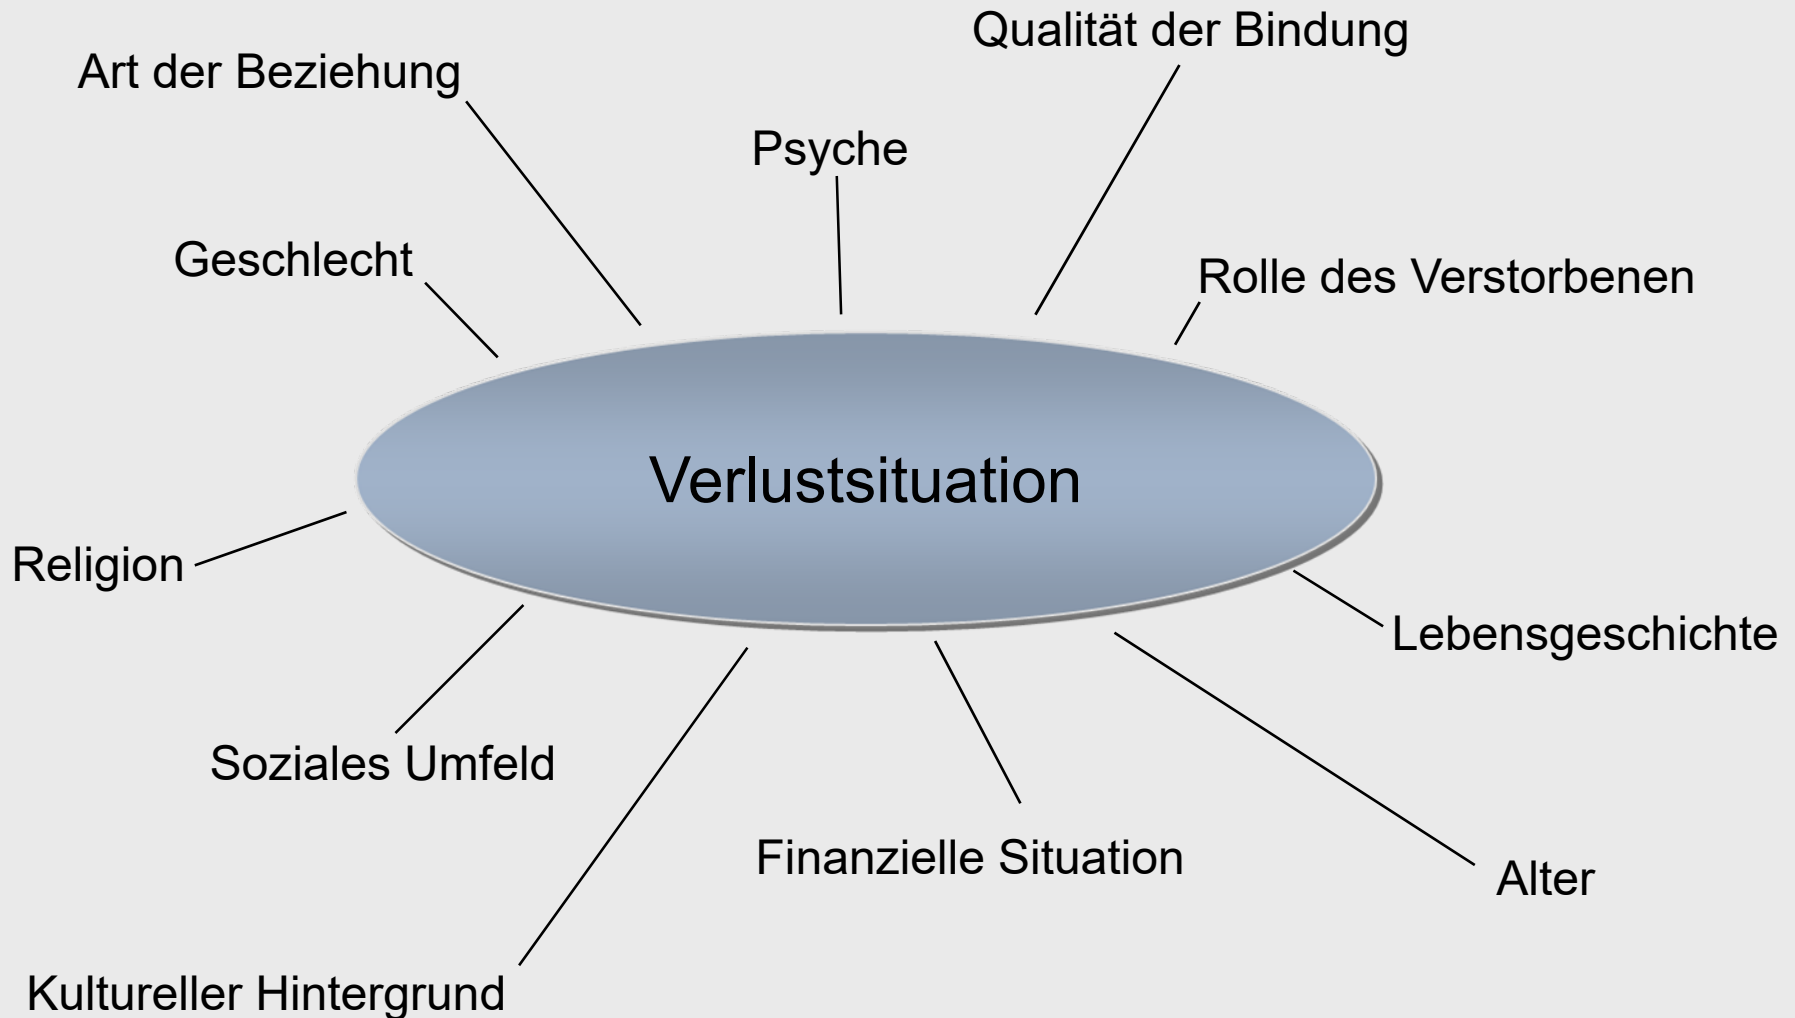 Qualität der Bindung
Art der Beziehung
Psyche
Geschlecht
Rolle des Verstorbenen
Verlustsituation
Religion
Lebensgeschichte
Soziales Umfeld
Finanzielle Situation
Alter
Kultureller Hintergrund